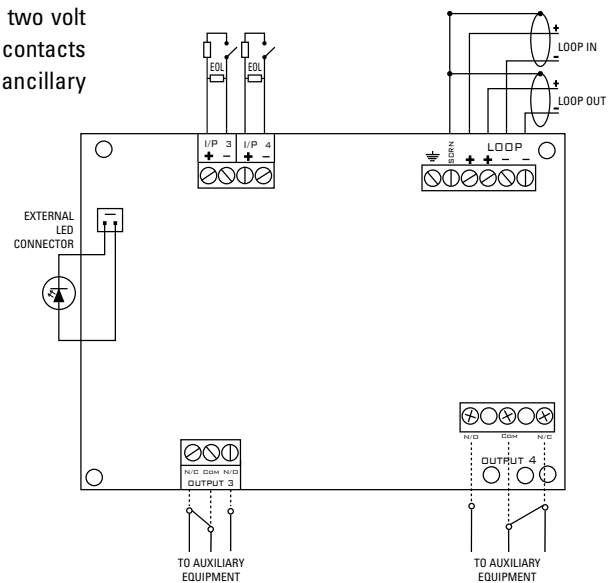 two volt
contacts
ancillary
EOL EOL
LOOP IN
LOOP OUT
+
-
+
-
I/P 3 I/P 4
+ - + -
SCRN
LOOP
+ + - -
EXTERNAL
LED
CONNECTOR
N/C COM N/O
OUTPUT 3
N/O COM N/C
OUTPUT 4
TO AUXILIARY
EQUIPMENT
TO AUXILIARY
EQUIPMENT